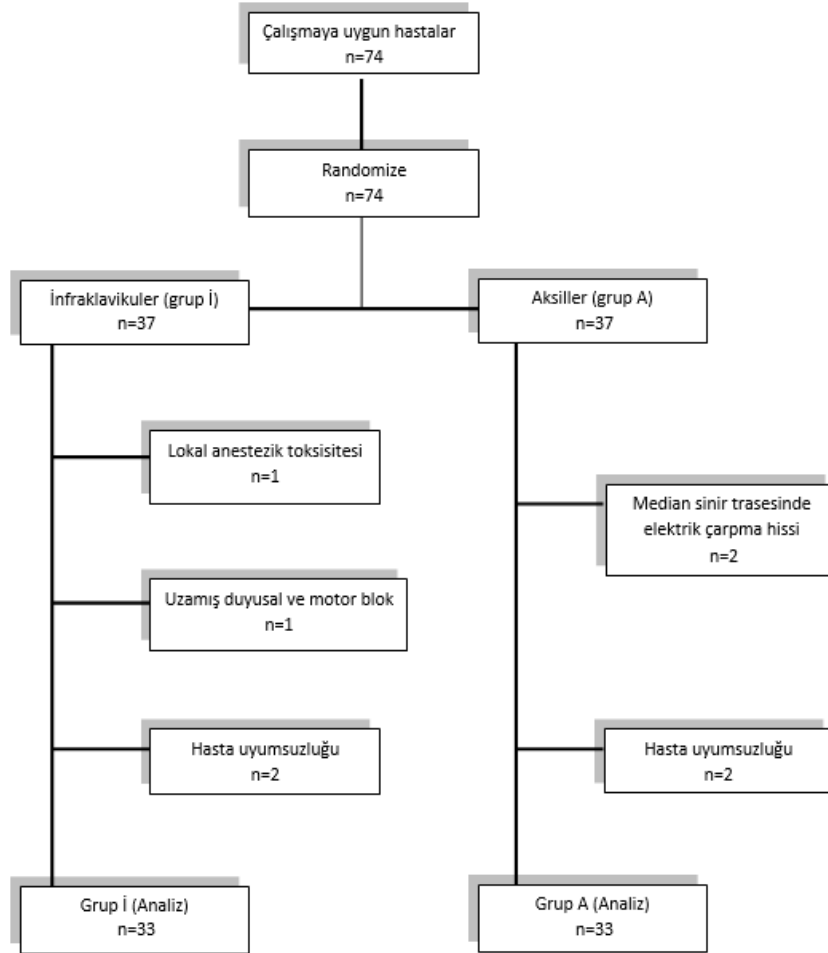 Çalışmaya uygun hastalar
n=74
Randomize
n=74
İnfraklavikuler (grup İ)
n=37
Aksiller (grup A)
n=37
Lokal anestezik toksisitesi
n=1
Median sinir trasesinde
elektrik çarpma hissi
n=2
Uzamış duyusal ve motor blok
n=1
Hasta uyumsuzluğu
n=2
Hasta uyumsuzluğu
n=2
Grup İ (Analiz)
n=33
Grup A (Analiz)
n=33